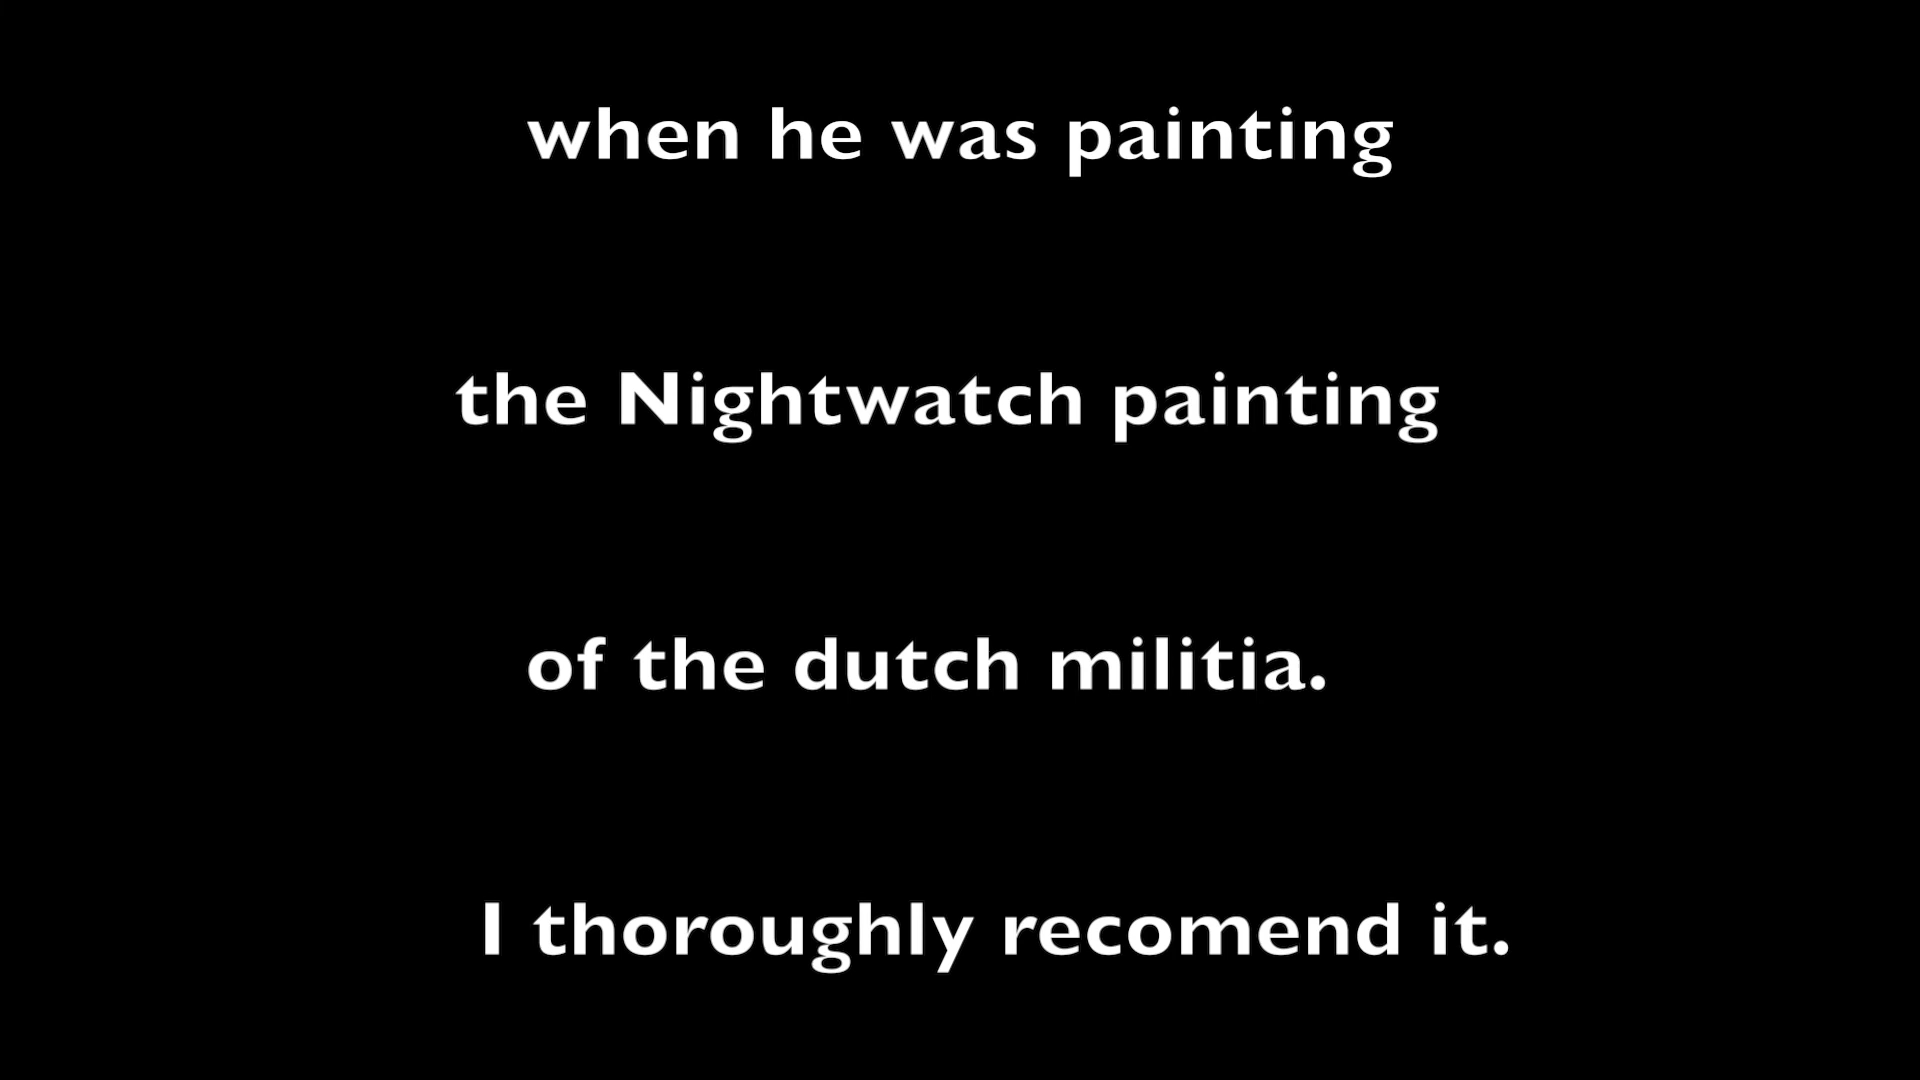 when he was painting
the Nightwatch painting
of the dutch militia.
I thoroughly recomend it.